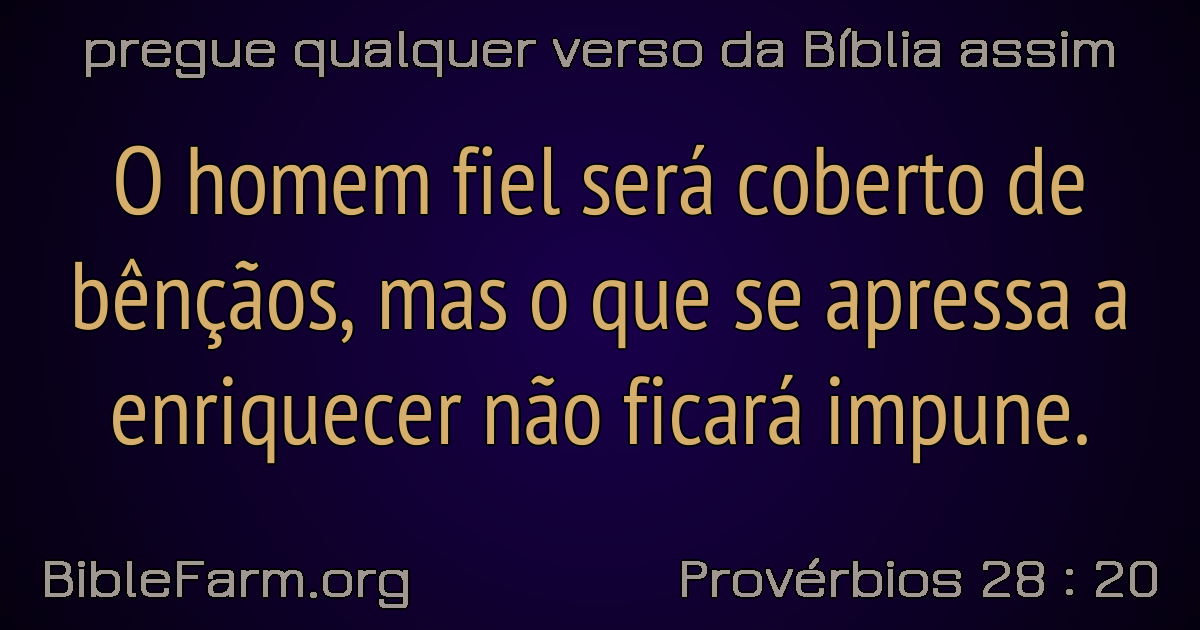 pregue qualquer verso da Bíblia assim
O homem fiel será coberto de
bênçãos, mas o que se apressa a
enriquecer não ficará impune.
BibleFarm.org
Provérbios 28 : 20